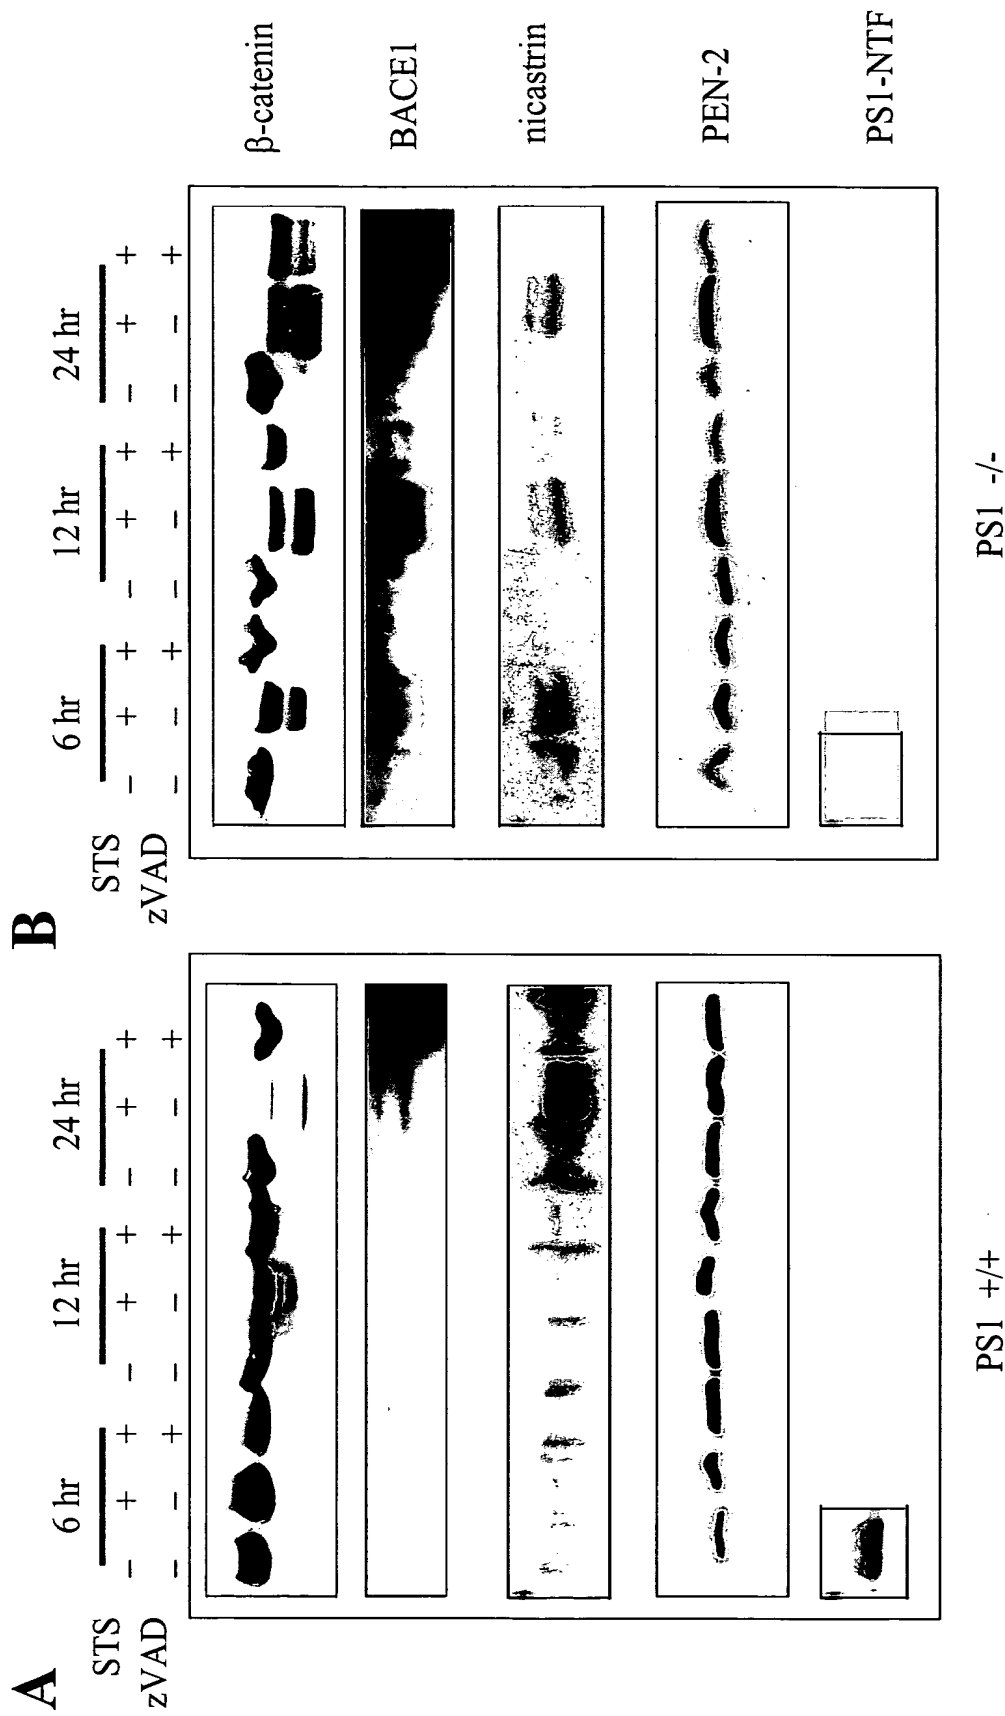 A
6 hr 12 hr 24 hr
STS − + + − + + − + +
zVAD − − + − − + − − +
PS1 +/+
B
6 hr 12 hr 24 hr
STS − + + − + + − + +
zVAD − − + − − + − − +
β-catenin
BACE1
nicastrin
PEN-2
PS1-NTF
PS1 -/-